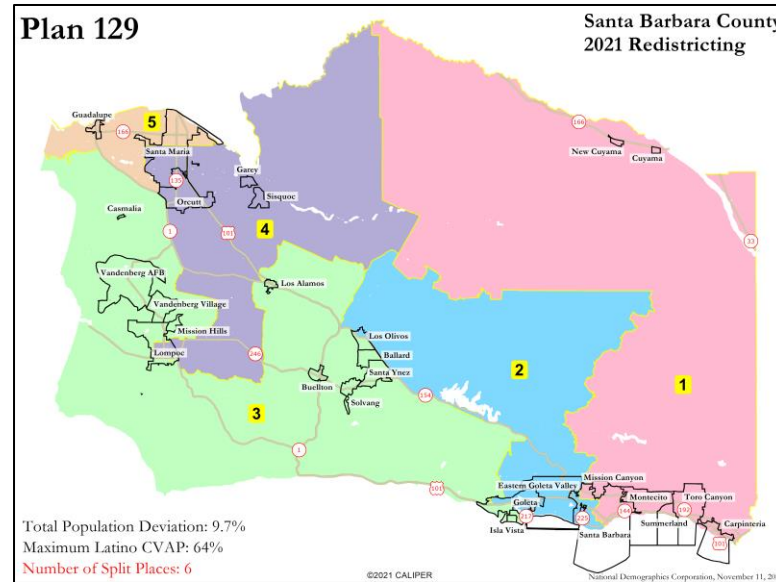 Plan 129
Santa Barbara County
2021 Redistricting
Guadalupe
166
5
Santa Maria
135
Garey
Sisquoc
Orcutt
Casmalia
1
101
4
166
New Cuyama
Cuyama
33
Vandenberg AFB
Vandenberg Village
Mission Hills
Lompoc
246
Los Alamos
Los Olivos
Ballard
Santa Ynez
Buellton
Solvang
154
2
1
3
1
101
Eastern Goleta Valley
Mission Canyon
Goleta
Montecito
Toro Canyon
217
225
144
192
Isla Vista
Santa Barbara
Summerland
Carpinteria
101
Total Population Deviation: 9.7%
Maximum Latino CVAP: 64%
Number of Split Places: 6
©2021 CALIPER
National Demographics Corporation, November 11, 20